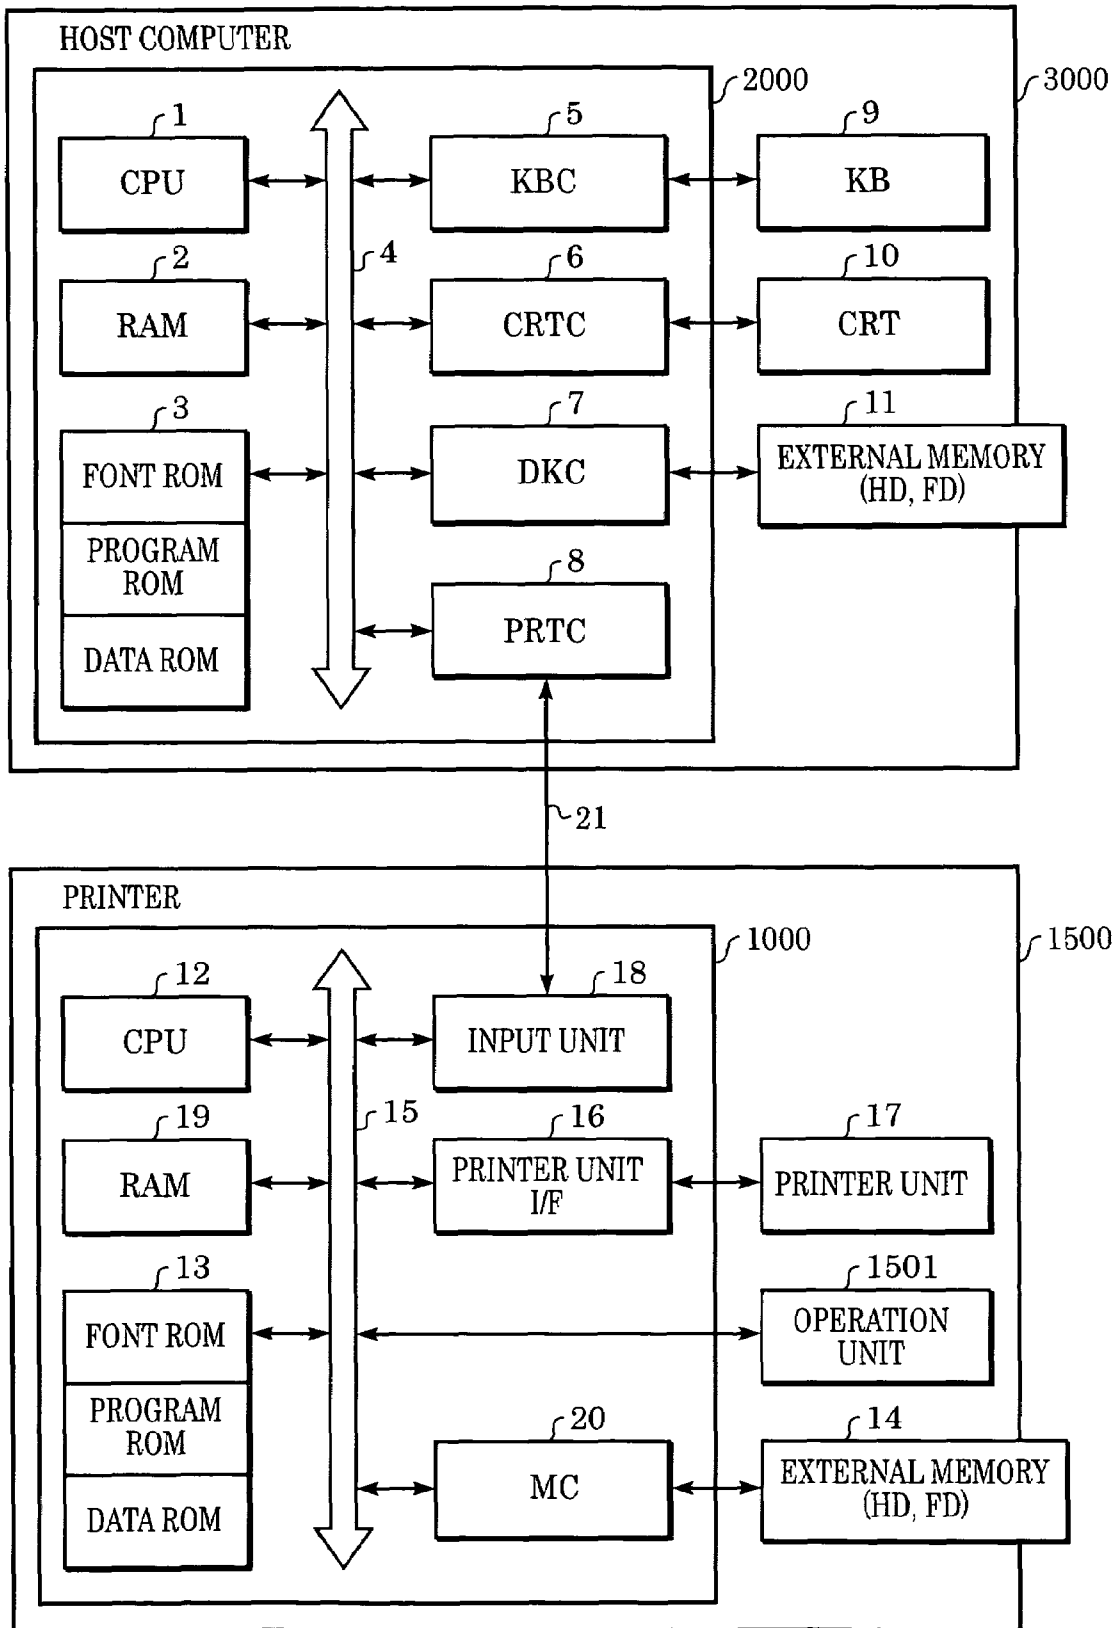 HOST COMPUTER
2000
3000
1
5
9
CPU
KBC
KB
4
2
6
10
RAM
CRTC
CRT
3
7
11
FONT ROM
DKC
EXTERNAL MEMORY
(HD, FD)
PROGRAM
ROM
8
DATA ROM
PRTC
21
PRINTER
1000
1500
12
18
CPU
INPUT UNIT
15
19
16
17
RAM
PRINTER UNIT
I/F
PRINTER UNIT
13
1501
FONT ROM
OPERATION
UNIT
PROGRAM
ROM
20
14
DATA ROM
MC
EXTERNAL MEMORY
(HD, FD)